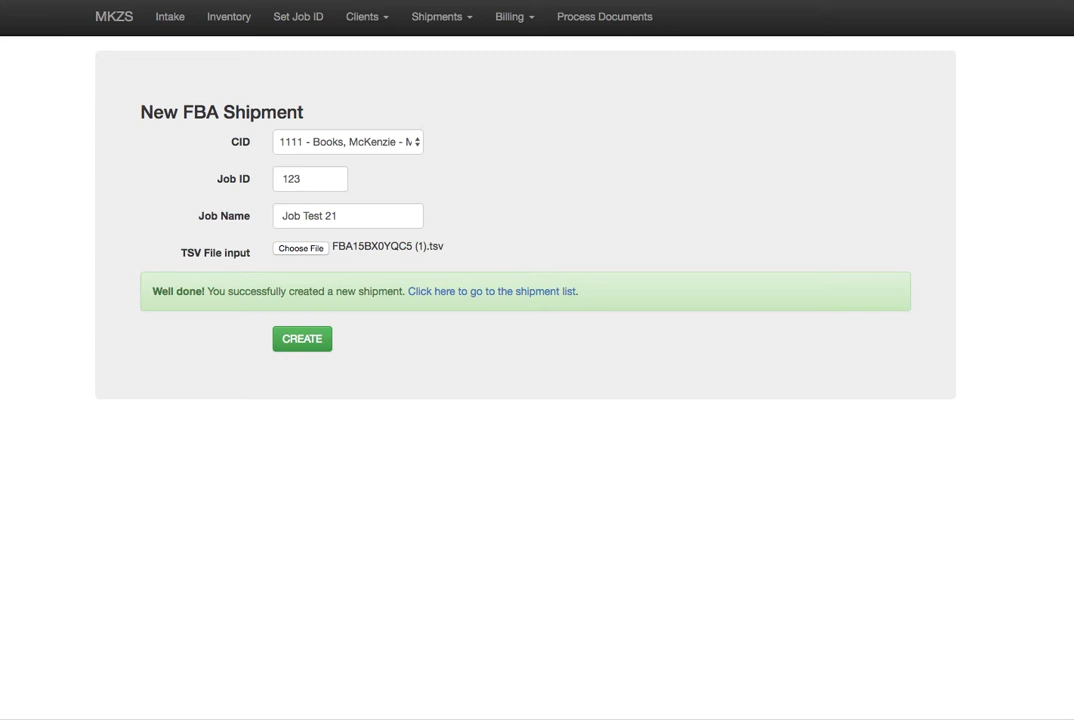 MKZS Intake Inventory Set Job ID Clients Shipments Billing Process Documents
New FBA Shipment
CID 1111 - Books, McKenzie - M
Job ID 123
Job Name Job Test 21
TSV File input Choose File FBA15BX0YQC5 (1).tsv
Well done! You successfully created a new shipment. Click here to go to the shipment list.
CREATE